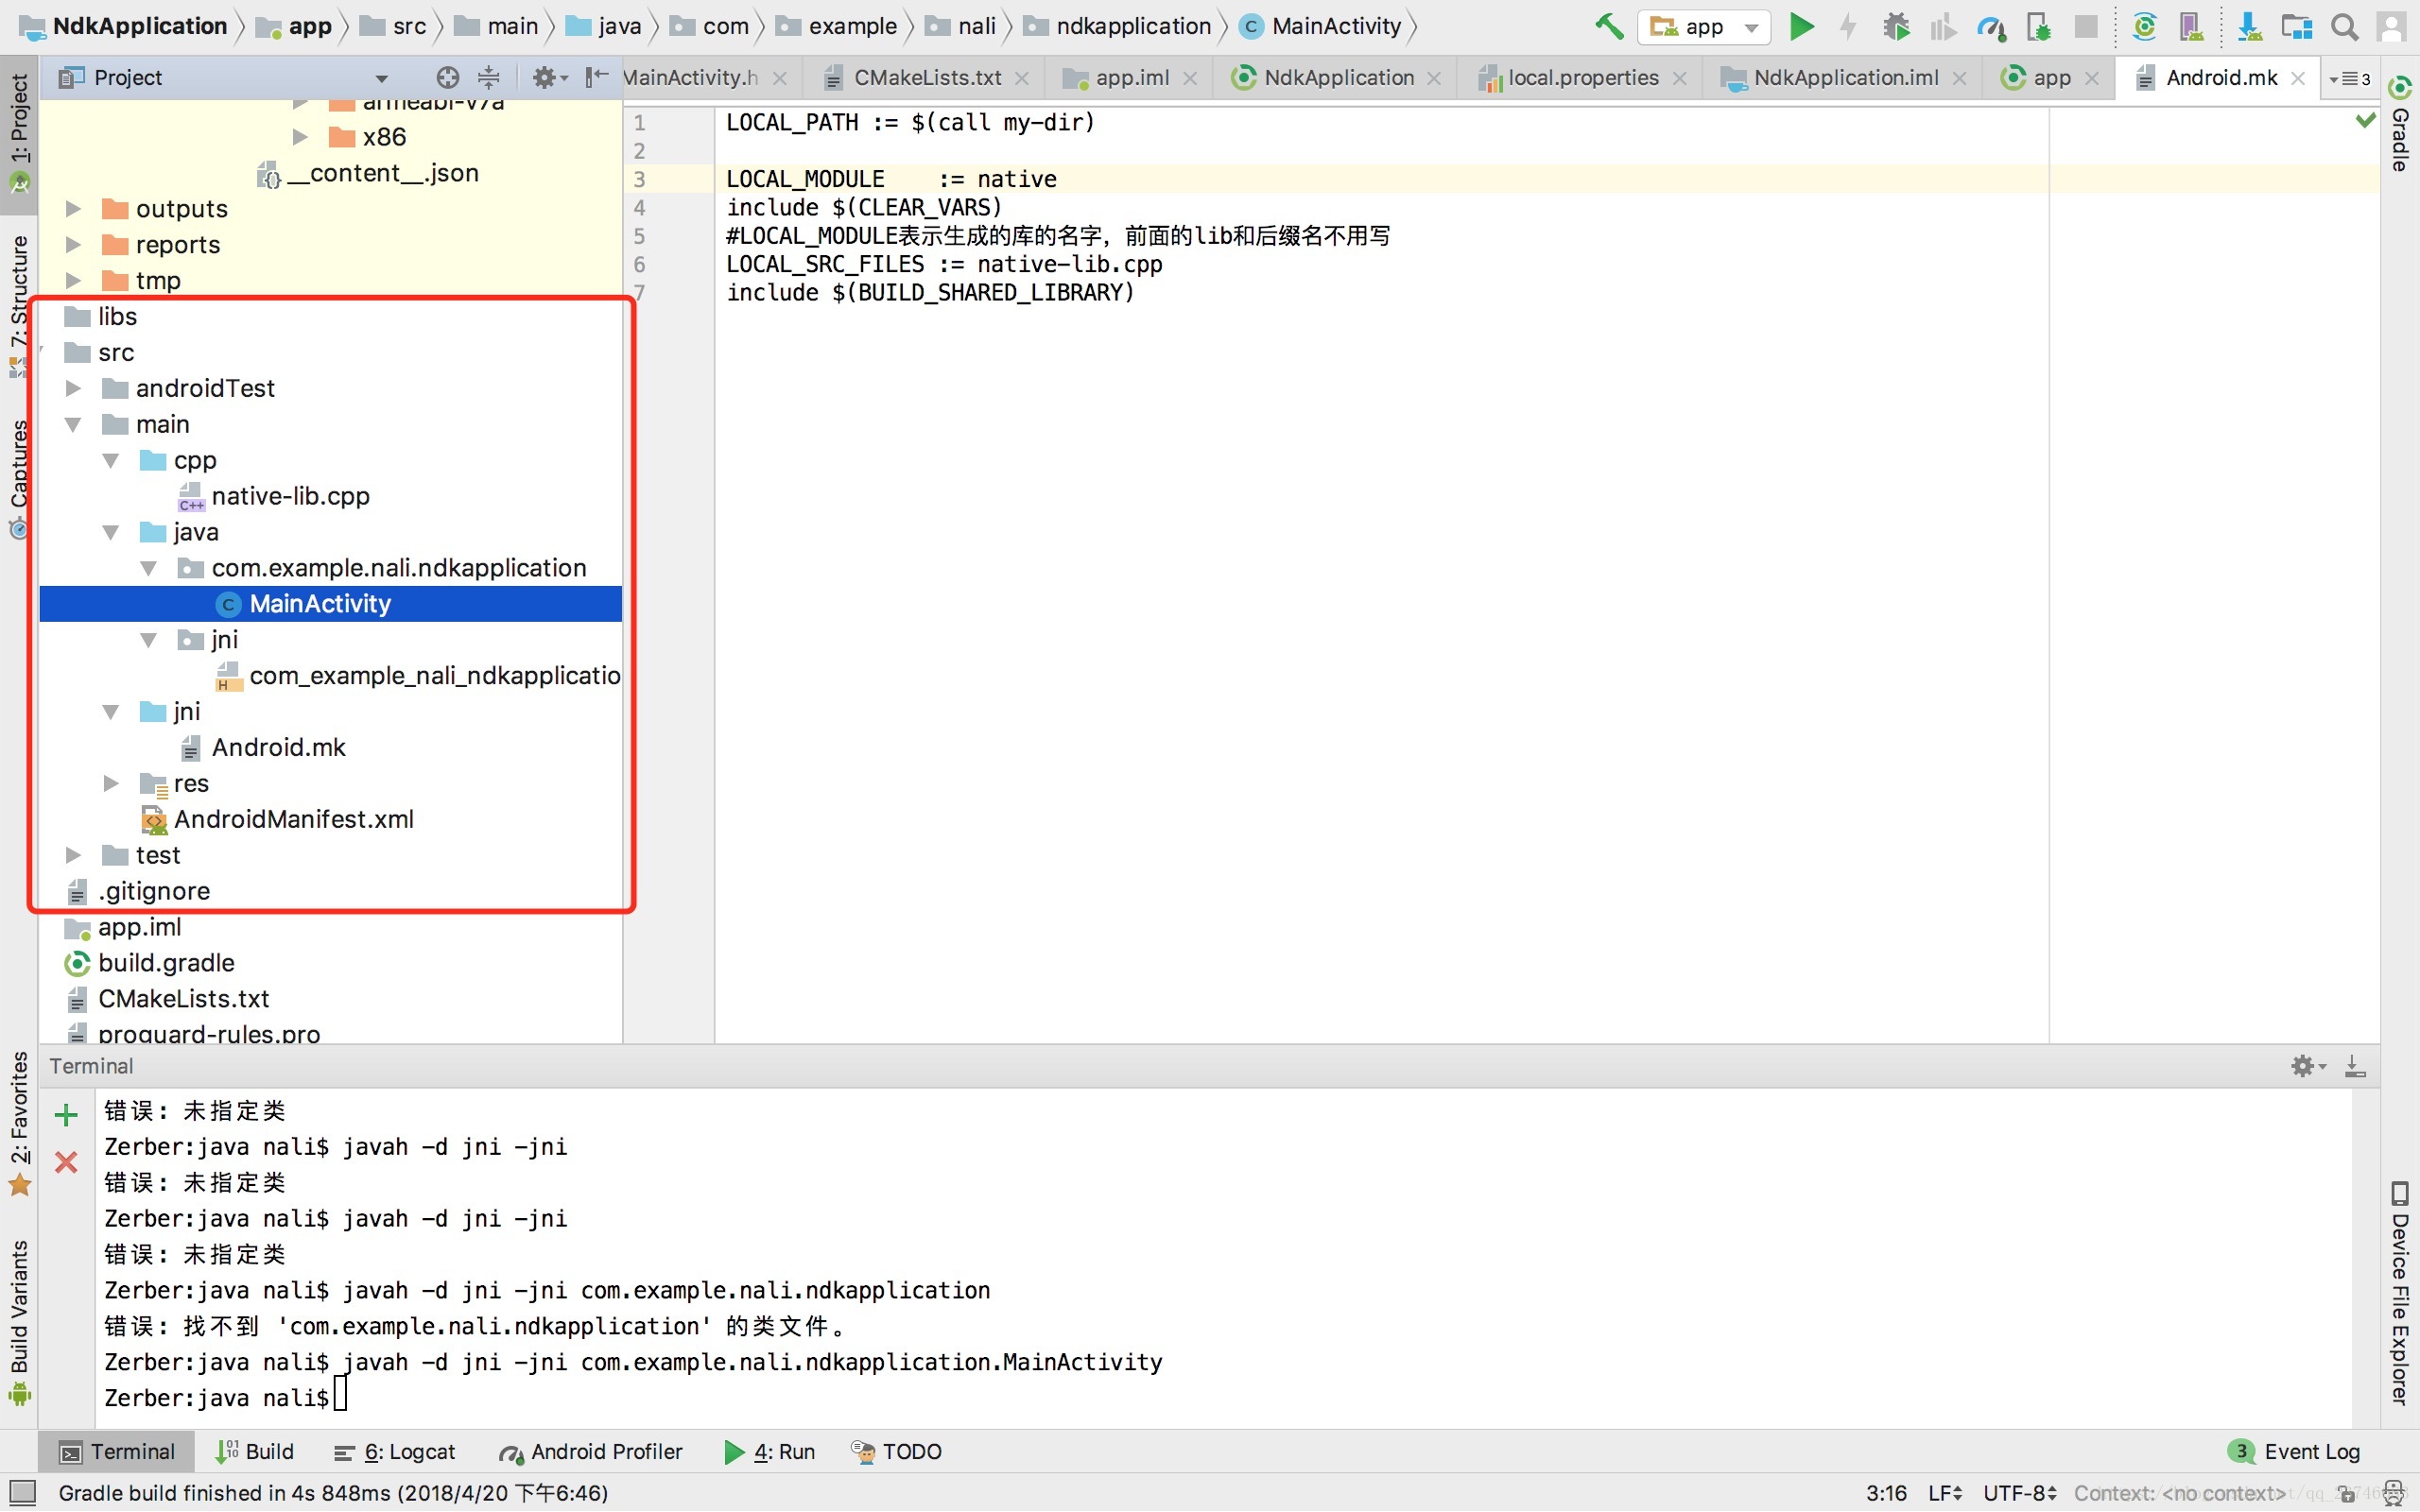 NdkApplication app src main java com example nali ndkapplication MainActivity app
Project MainActivity.h CMakeLists.txt app.iml NdkApplication local.properties NdkApplication.iml app Android.mk 3
1: Project
7: Structure
Captures
2: Favorites
Build Variants
armeabi-v7a
x86
__content__.json
outputs
reports
tmp
libs
src
androidTest
main
cpp
native-lib.cpp
java
com.example.nali.ndkapplication
MainActivity
jni
com_example_nali_ndkapplicatio
jni
Android.mk
res
AndroidManifest.xml
test
.gitignore
app.iml
build.gradle
CMakeLists.txt
proguard-rules.pro
1 LOCAL_PATH := $(call my-dir)
2
3 LOCAL_MODULE    := native
4 include $(CLEAR_VARS)
5 #LOCAL_MODULE表示生成的库的名字，前面的lib和后缀名不用写
6 LOCAL_SRC_FILES := native-lib.cpp
7 include $(BUILD_SHARED_LIBRARY)
Gradle
Device File Explorer
Terminal
错误: 未指定类
Zerber:java nali$ javah -d jni -jni
错误: 未指定类
Zerber:java nali$ javah -d jni -jni
错误: 未指定类
Zerber:java nali$ javah -d jni -jni com.example.nali.ndkapplication
错误: 找不到 'com.example.nali.ndkapplication' 的类文件。
Zerber:java nali$ javah -d jni -jni com.example.nali.ndkapplication.MainActivity
Zerber:java nali$
Terminal Build 6: Logcat Android Profiler 4: Run TODO 3 Event Log
Gradle build finished in 4s 848ms (2018/4/20 下午6:46) 3:16 LF UTF-8 Context: <no context>